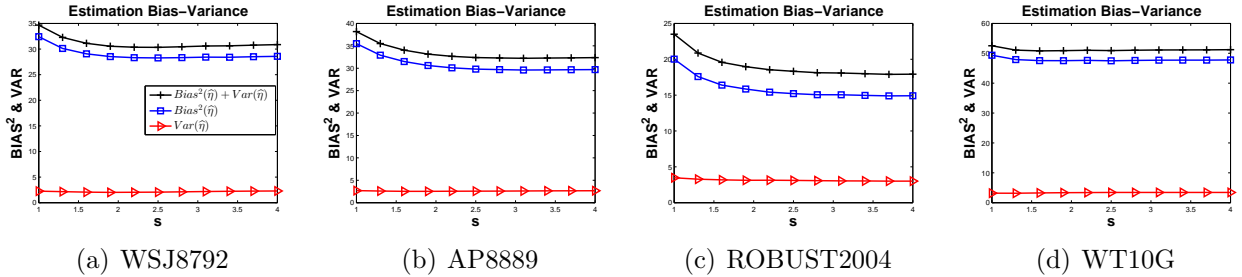 Estimation Bias−Variance
BIAS² & VAR
35
30
25
20
15
10
5
0
Bias²(η̂) + Var(η̂)
Bias²(η̂)
Var(η̂)
1 1.5 2 2.5 3 3.5 4
s
(a) WSJ8792
Estimation Bias−Variance
BIAS² & VAR
40
35
30
25
20
15
10
5
0
1 1.5 2 2.5 3 3.5 4
s
(b) AP8889
Estimation Bias−Variance
BIAS² & VAR
25
20
15
10
5
0
1 1.5 2 2.5 3 3.5 4
s
(c) ROBUST2004
Estimation Bias−Variance
BIAS² & VAR
60
50
40
30
20
10
0
1 1.5 2 2.5 3 3.5 4
s
(d) WT10G